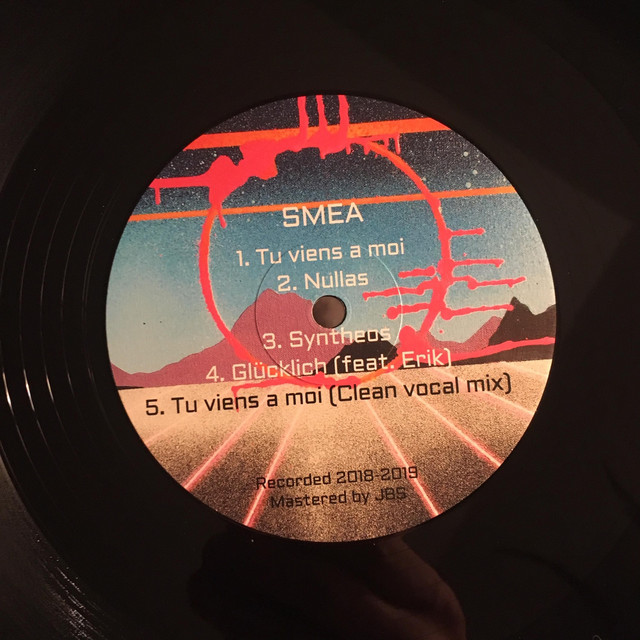 SMEA
1. Tu viens a moi
2. Nullas
3. Syntheos
4. Glücklich (feat. Erik)
5. Tu viens a moi (Clean vocal mix)
Recorded 2018-2019
Mastered by JBS